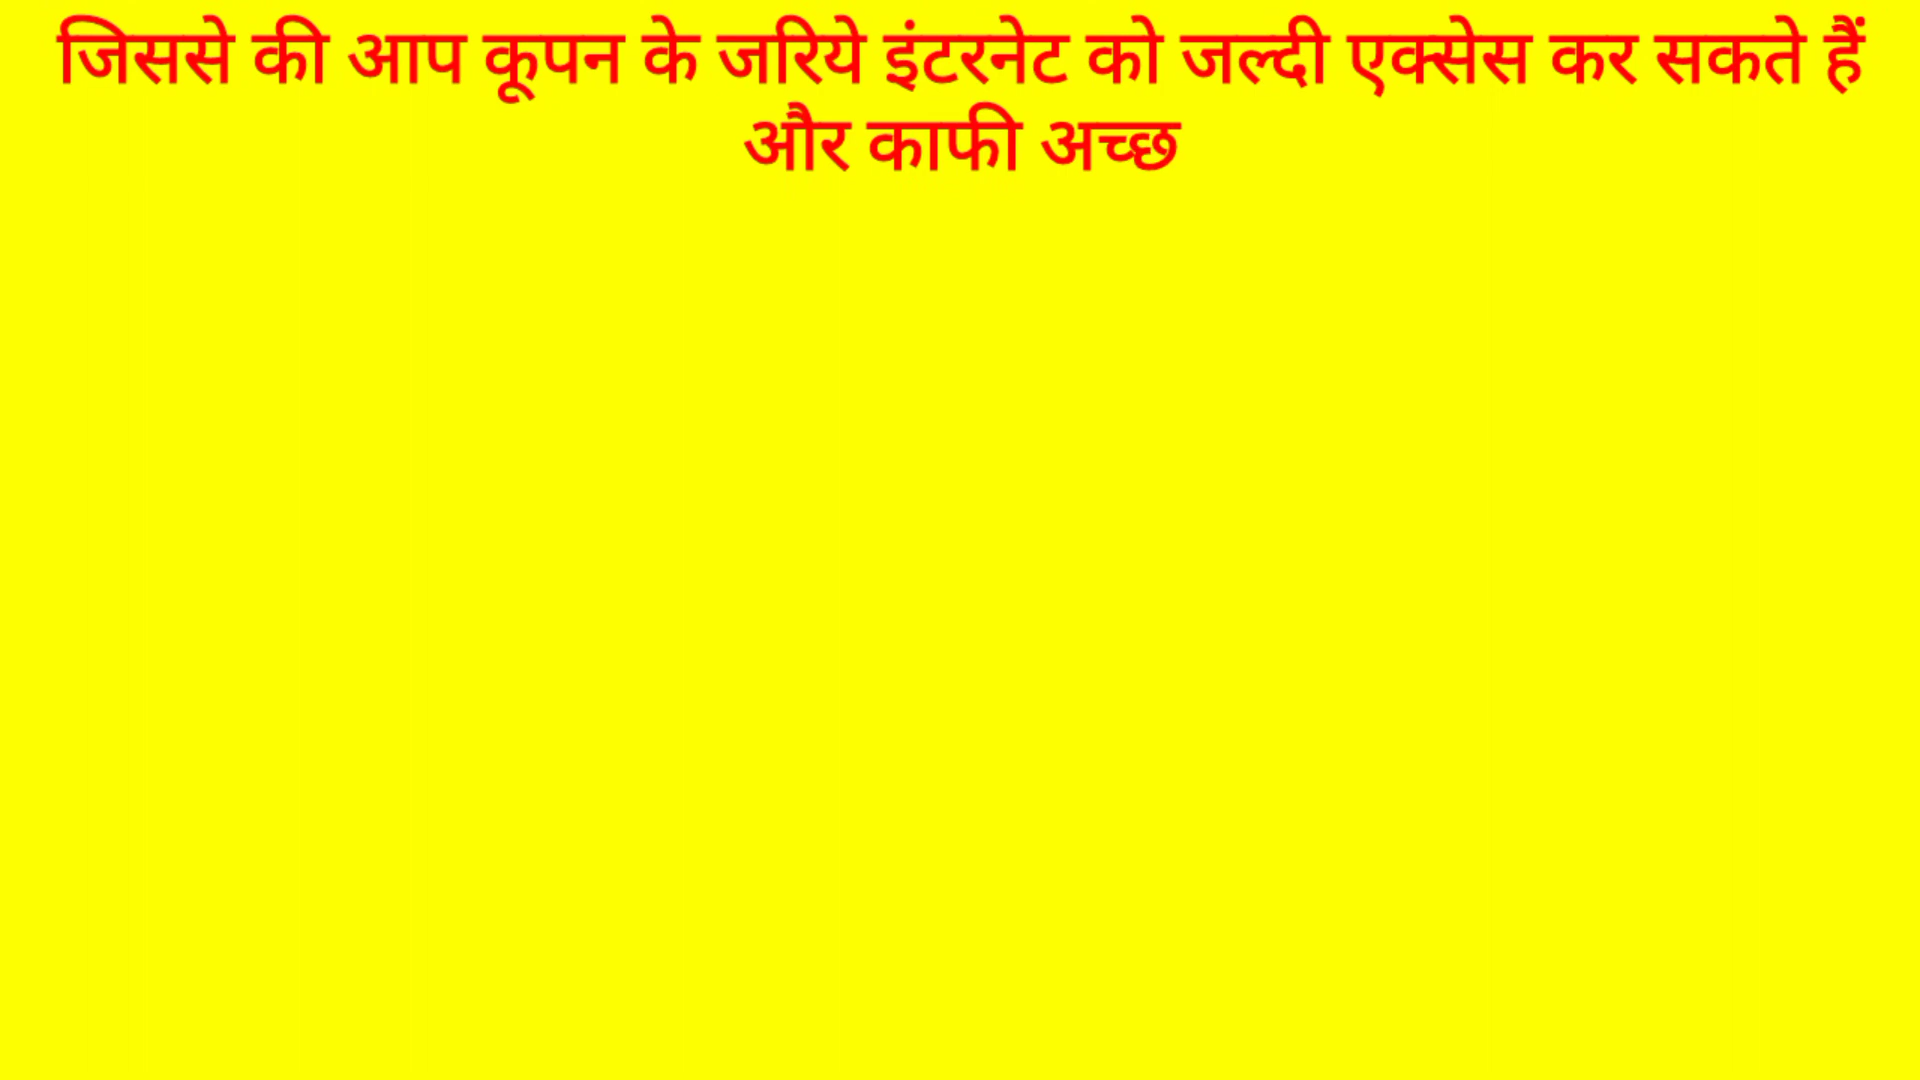 जिससे की आप कूपन के जरिये इंटरनेट को जल्दी एक्सेस कर सकते हैं
और काफी अच्छ